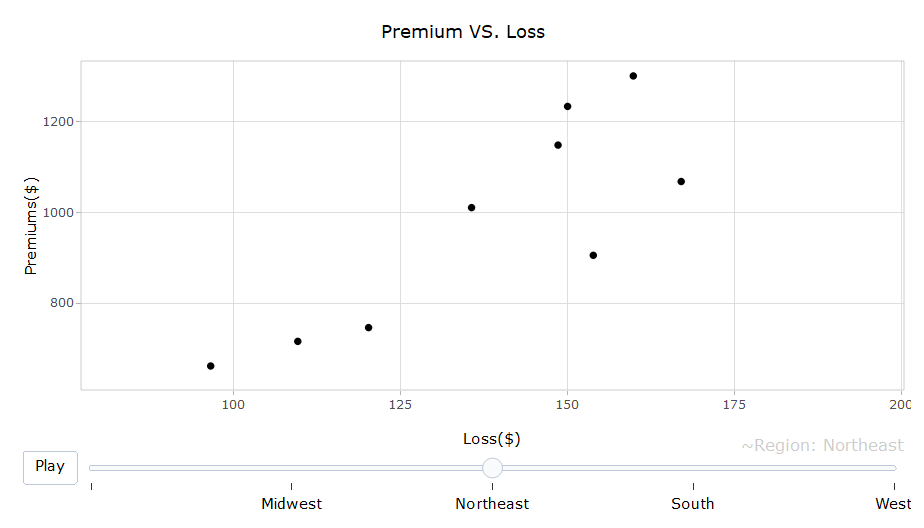 Premium VS. Loss
Premiums($)
1200
1000
800
100 125 150 175 200
Loss($)
~Region: Northeast
Play
Midwest Northeast South West